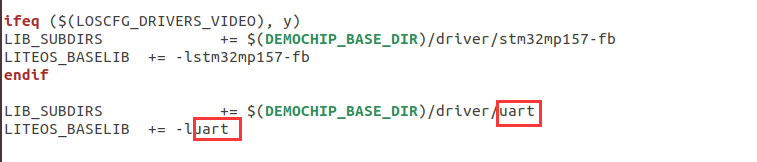 ifeq ($(LOSCFG_DRIVERS_VIDEO), y)
LIB_SUBDIRS             += $(DEMOCHIP_BASE_DIR)/driver/stm32mp157-fb
LITEOS_BASELIB  += -lstm32mp157-fb
endif
LIB_SUBDIRS             += $(DEMOCHIP_BASE_DIR)/driver/uart
LITEOS_BASELIB  += -luart